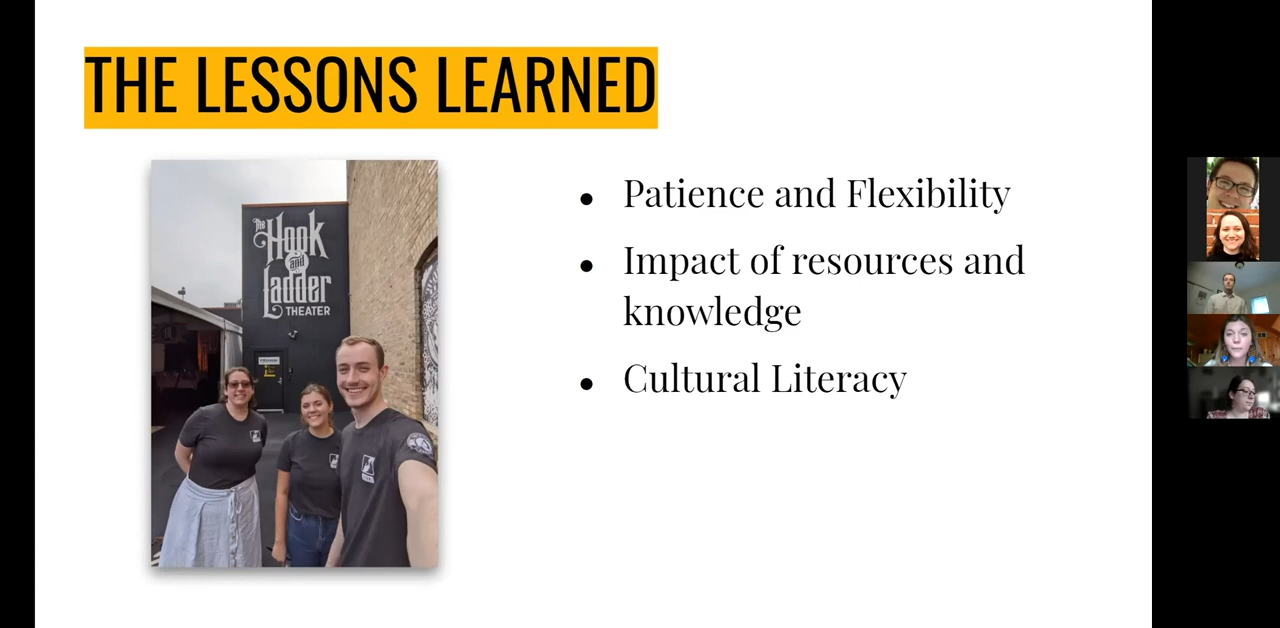 THE LESSONS LEARNED
The
Hook
and
Ladder
THEATER
Patience and Flexibility
Impact of resources and
knowledge
Cultural Literacy